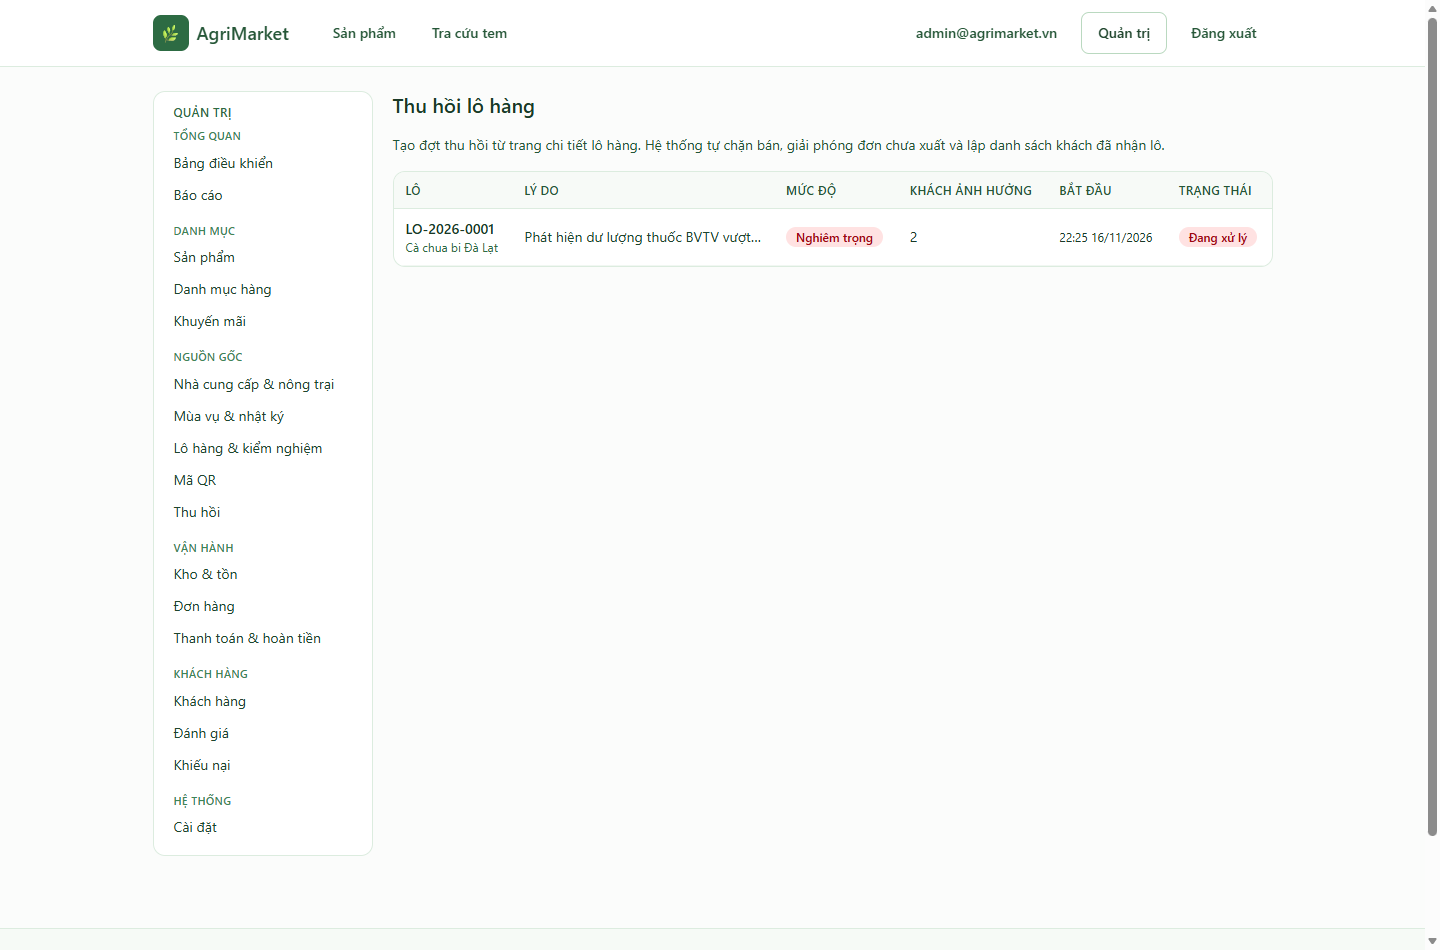 AgriMarket
Sản phẩm
Tra cứu tem
admin@agrimarket.vn
Quản trị
Đăng xuất
QUẢN TRỊ
TỔNG QUAN
Bảng điều khiển
Báo cáo
DANH MỤC
Sản phẩm
Danh mục hàng
Khuyến mãi
NGUỒN GỐC
Nhà cung cấp & nông trại
Mùa vụ & nhật ký
Lô hàng & kiểm nghiệm
Mã QR
Thu hồi
VẬN HÀNH
Kho & tồn
Đơn hàng
Thanh toán & hoàn tiền
KHÁCH HÀNG
Khách hàng
Đánh giá
Khiếu nại
HỆ THỐNG
Cài đặt
Thu hồi lô hàng
Tạo đợt thu hồi từ trang chi tiết lô hàng. Hệ thống tự chặn bán, giải phóng đơn chưa xuất và lập danh sách khách đã nhận lô.
LÔ LÝ DO MỨC ĐỘ KHÁCH ẢNH HƯỞNG BẮT ĐẦU TRẠNG THÁI
LO-2026-0001
Cà chua bi Đà Lạt
Phát hiện dư lượng thuốc BVTV vượt...
Nghiêm trọng
2
22:25 16/11/2026
Đang xử lý